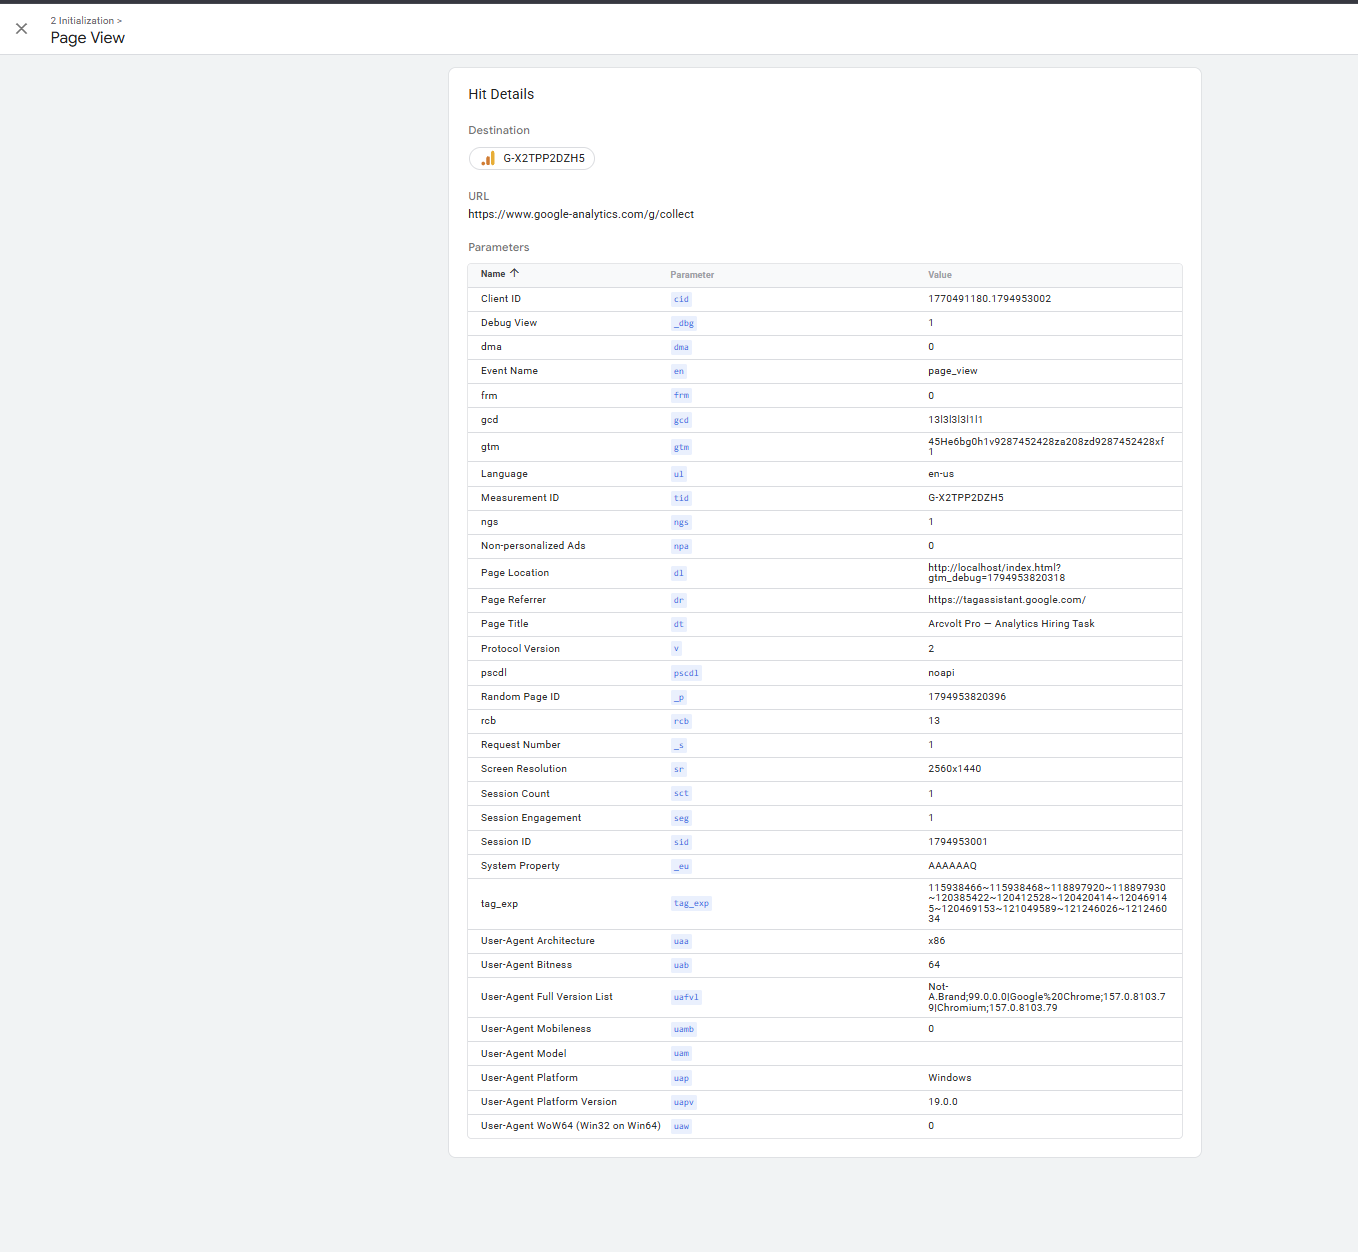 2 Initialization >
Page View
Hit Details
Destination
G-X2TPP2DZH5
URL
https://www.google-analytics.com/g/collect
Parameters
Name Parameter Value
Client ID cid 1770491180.1794953002
Debug View _dbg 1
dma dma 0
Event Name en page_view
frm frm 0
gcd gcd 13l3l3l3l1l1
gtm gtm 45He6bg0h1v9287452428za208zd9287452428xf
1
Language ul en-us
Measurement ID tid G-X2TPP2DZH5
ngs ngs 1
Non-personalized Ads npa 0
Page Location dl http://localhost/index.html?
gtm_debug=1794953820318
Page Referrer dr https://tagassistant.google.com/
Page Title dt Arcvolt Pro — Analytics Hiring Task
Protocol Version v 2
pscdl pscdl noapi
Random Page ID _p 1794953820396
rcb rcb 13
Request Number _s 1
Screen Resolution sr 2560x1440
Session Count sct 1
Session Engagement seg 1
Session ID sid 1794953001
System Property _eu AAAAAAQ
tag_exp tag_exp 115938466~115938468~118897920~118897930
~120385422~120412528~120420414~12046914
5~120469153~121049589~121246026~1212460
34
User-Agent Architecture uaa x86
User-Agent Bitness uab 64
User-Agent Full Version List uafvl Not-
A.Brand;99.0.0.0|Google%20Chrome;157.0.8103.7
9|Chromium;157.0.8103.79
User-Agent Mobileness uamb 0
User-Agent Model uam
User-Agent Platform uap Windows
User-Agent Platform Version uapv 19.0.0
User-Agent WoW64 (Win32 on Win64) uaw 0